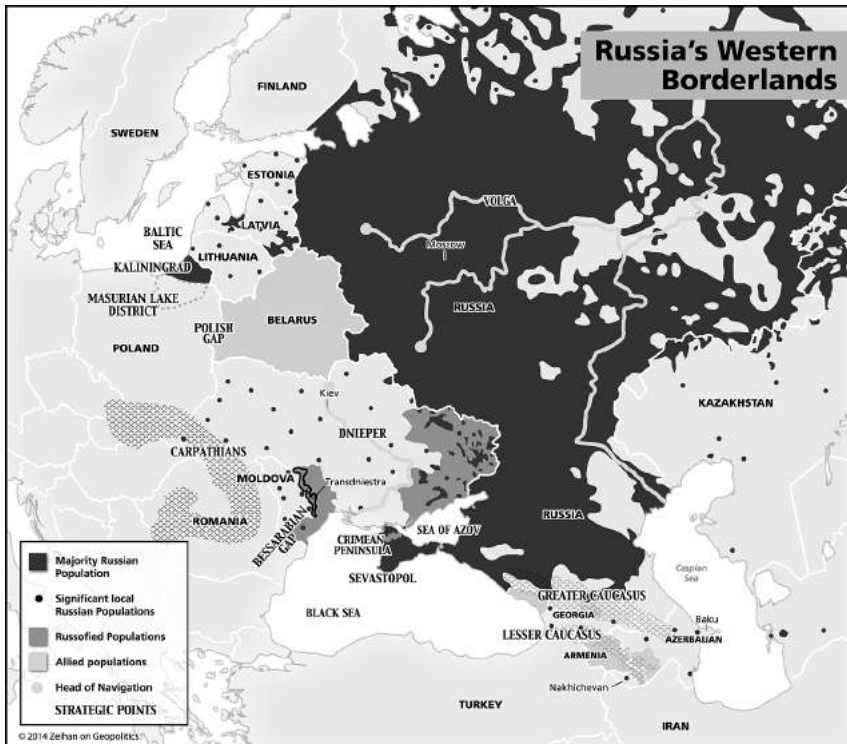 Russia's Western
Borderlands
FINLAND
SWEDEN
ESTONIA
VOLGA
BALTIC
SEA
LATVIA
Moscow
LITHUANIA
KALININGRAD
MASURIAN LAKE
DISTRICT
RUSSIA
BELARUS
POLISH
GAP
POLAND
KAZAKHSTAN
Kiev
DNIEPER
CARPATHIANS
MOLDOVA
Transdniestra
ROMANIA
BESSARABIAN
GAP
RUSSIA
SEA OF AZOV
CRIMEAN
PENINSULA
SEVASTOPOL
Caspian
Sea
GREATER CAUCASUS
BLACK SEA
GEORGIA
Baku
LESSER CAUCASUS
AZERBAIJAN
ARMENIA
Nakhichevan
TURKEY
IRAN
Majority Russian
Population
Significant local
Russian Populations
Russofied Populations
Allied populations
Head of Navigation
STRATEGIC POINTS
© 2014 Zeihan on Geopolitics